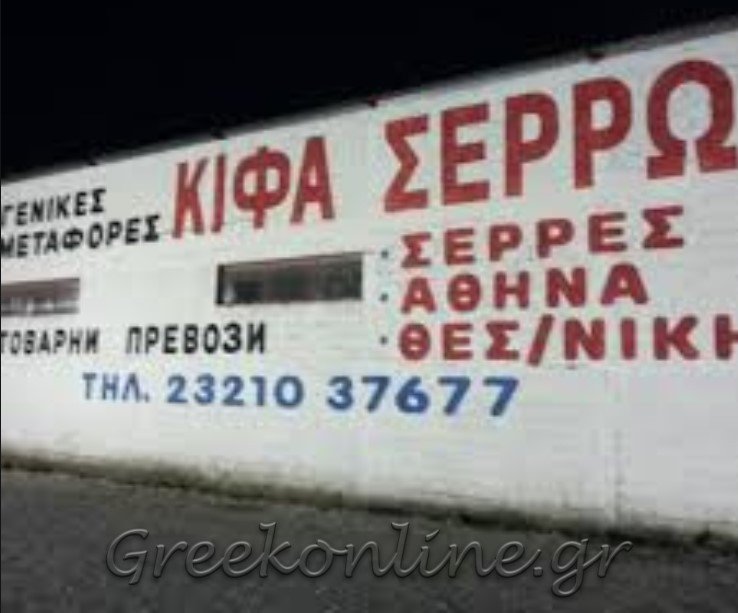 ΓΕΝΙΚΕΣ
ΜΕΤΑΦΟΡΕΣ
ΚΙΦΑ ΣΕΡΡΩ
· ΣΕΡΡΕΣ
· ΑΘΗΝΑ
· ΘΕΣ/ΝΙΚΗ
ТОВАРНИ ПРЕВОЗИ
ΤΗΛ. 23210 37677
Greekonline.gr